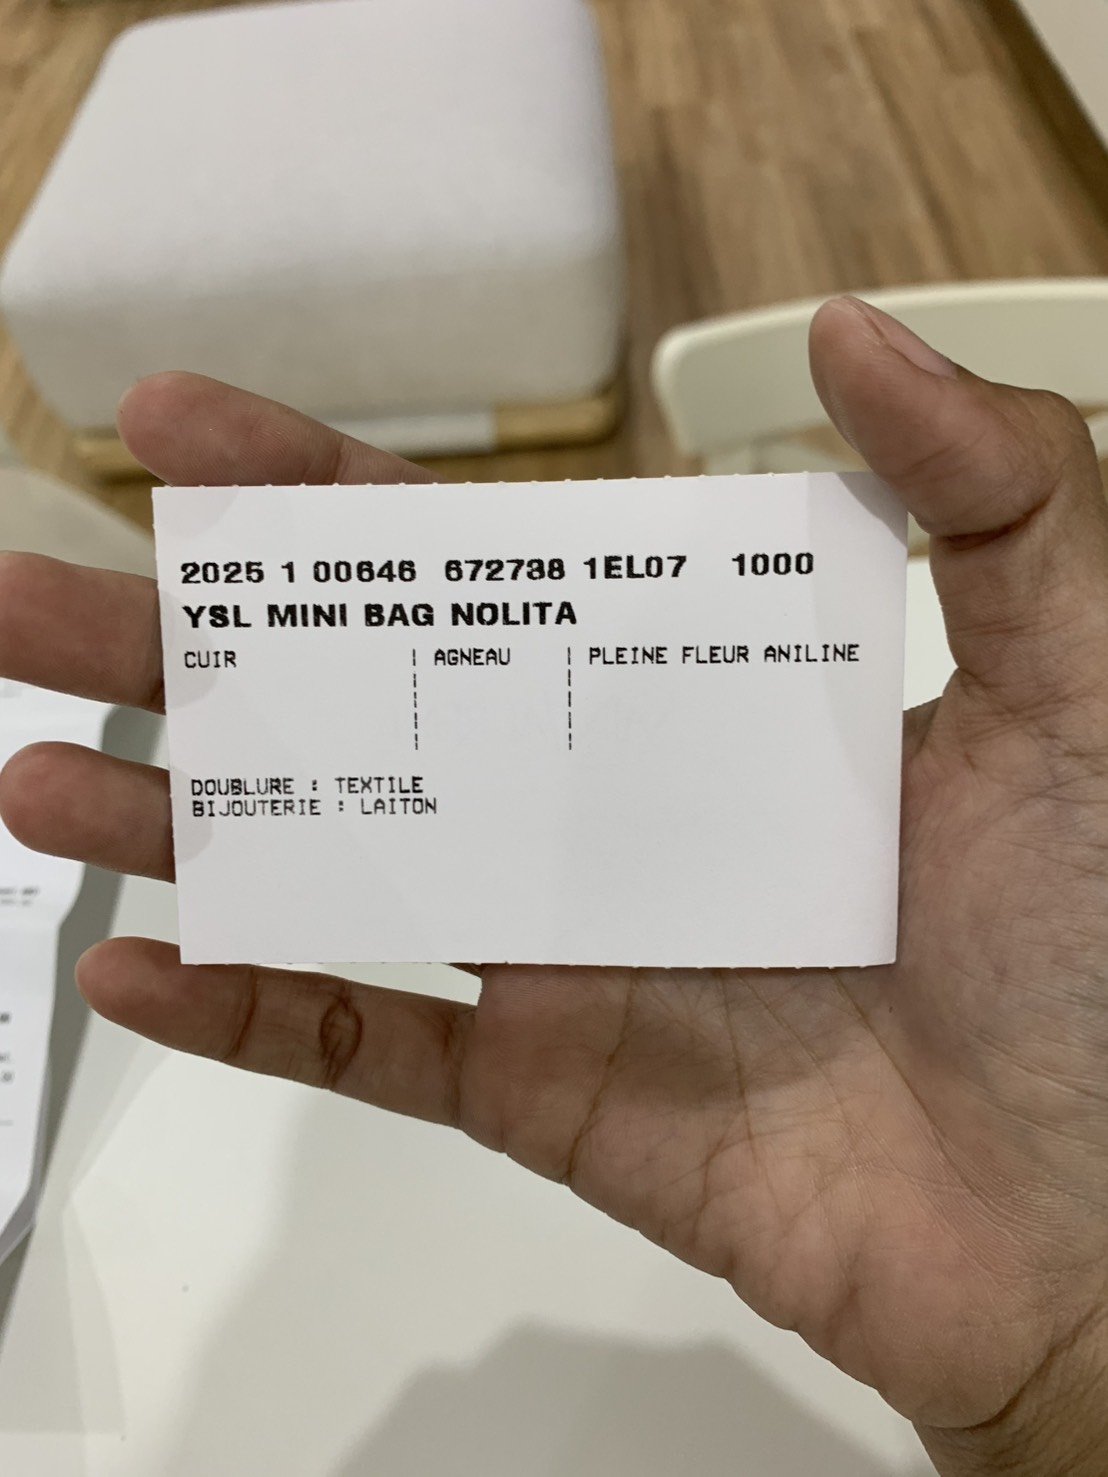 2025 1 00646 672738 1EL07 1000
YSL MINI BAG NOLITA
CUIR | AGNEAU | PLEINE FLEUR ANILINE
DOUBLURE : TEXTILE
BIJOUTERIE : LAITON